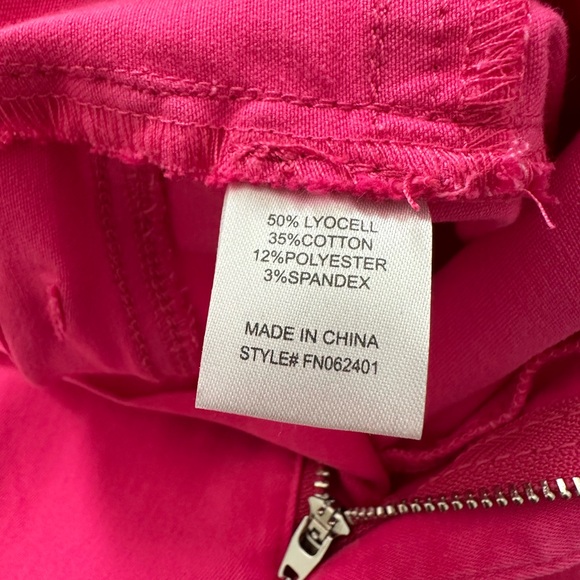 50% LYOCELL
35%COTTON
12%POLYESTER
3%SPANDEX
MADE IN CHINA
STYLE# FN062401